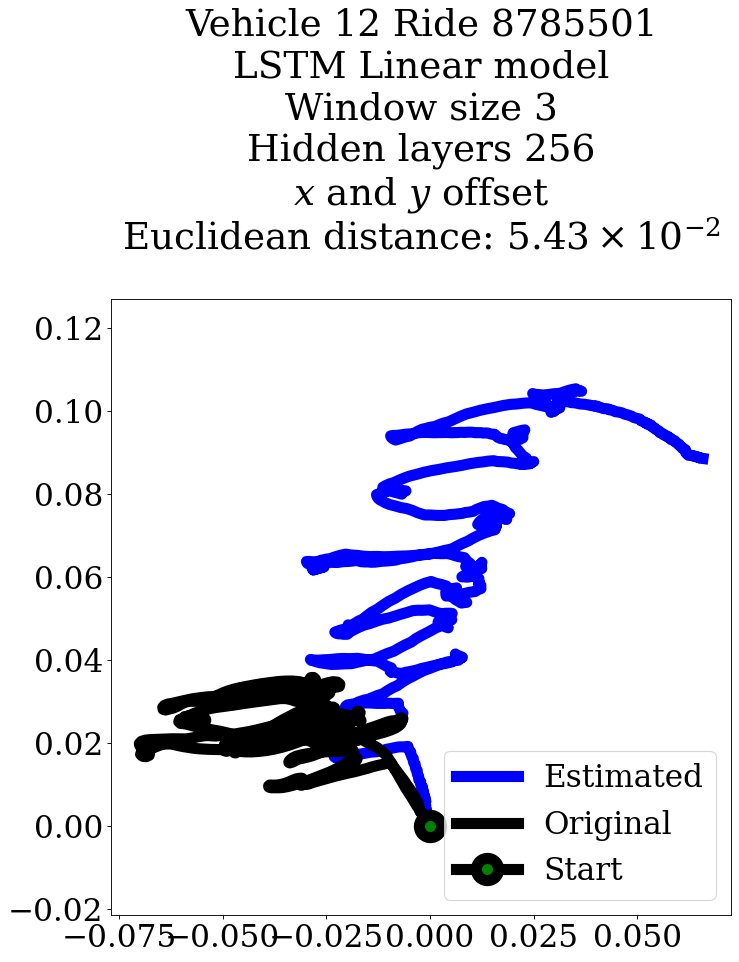 Vehicle 12 Ride 8785501
LSTM Linear model
Window size 3
Hidden layers 256
x and y offset
Euclidean distance: 5.43 × 10⁻²
0.12
0.10
0.08
0.06
0.04
0.02
0.00
−0.02
Estimated
Original
Start
−0.075 −0.050 −0.025 0.000 0.025 0.050